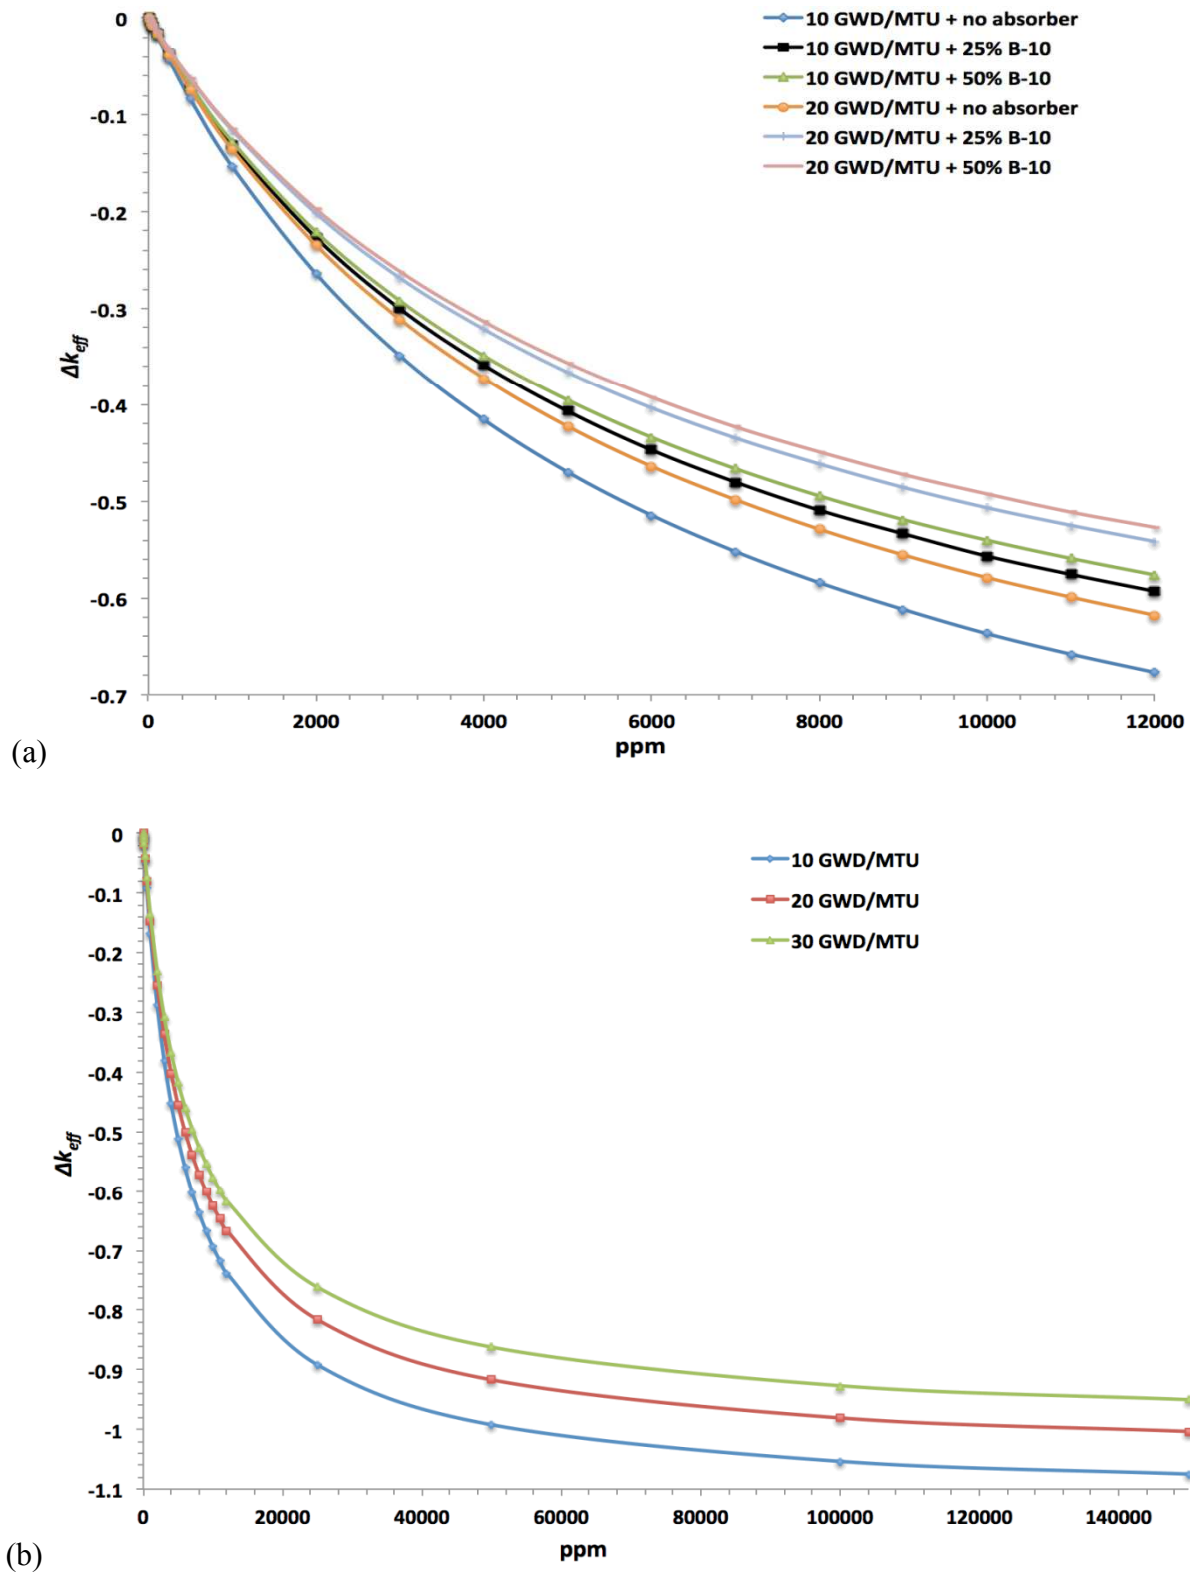 0
-0.1
-0.2
-0.3
-0.4
-0.5
-0.6
-0.7
Δk_eff
10 GWD/MTU + no absorber
10 GWD/MTU + 25% B-10
10 GWD/MTU + 50% B-10
20 GWD/MTU + no absorber
20 GWD/MTU + 25% B-10
20 GWD/MTU + 50% B-10
0 2000 4000 6000 8000 10000 12000
ppm
(a)
0
-0.1
-0.2
-0.3
-0.4
-0.5
-0.6
-0.7
-0.8
-0.9
-1
-1.1
Δk_eff
10 GWD/MTU
20 GWD/MTU
30 GWD/MTU
0 20000 40000 60000 80000 100000 120000 140000
ppm
(b)